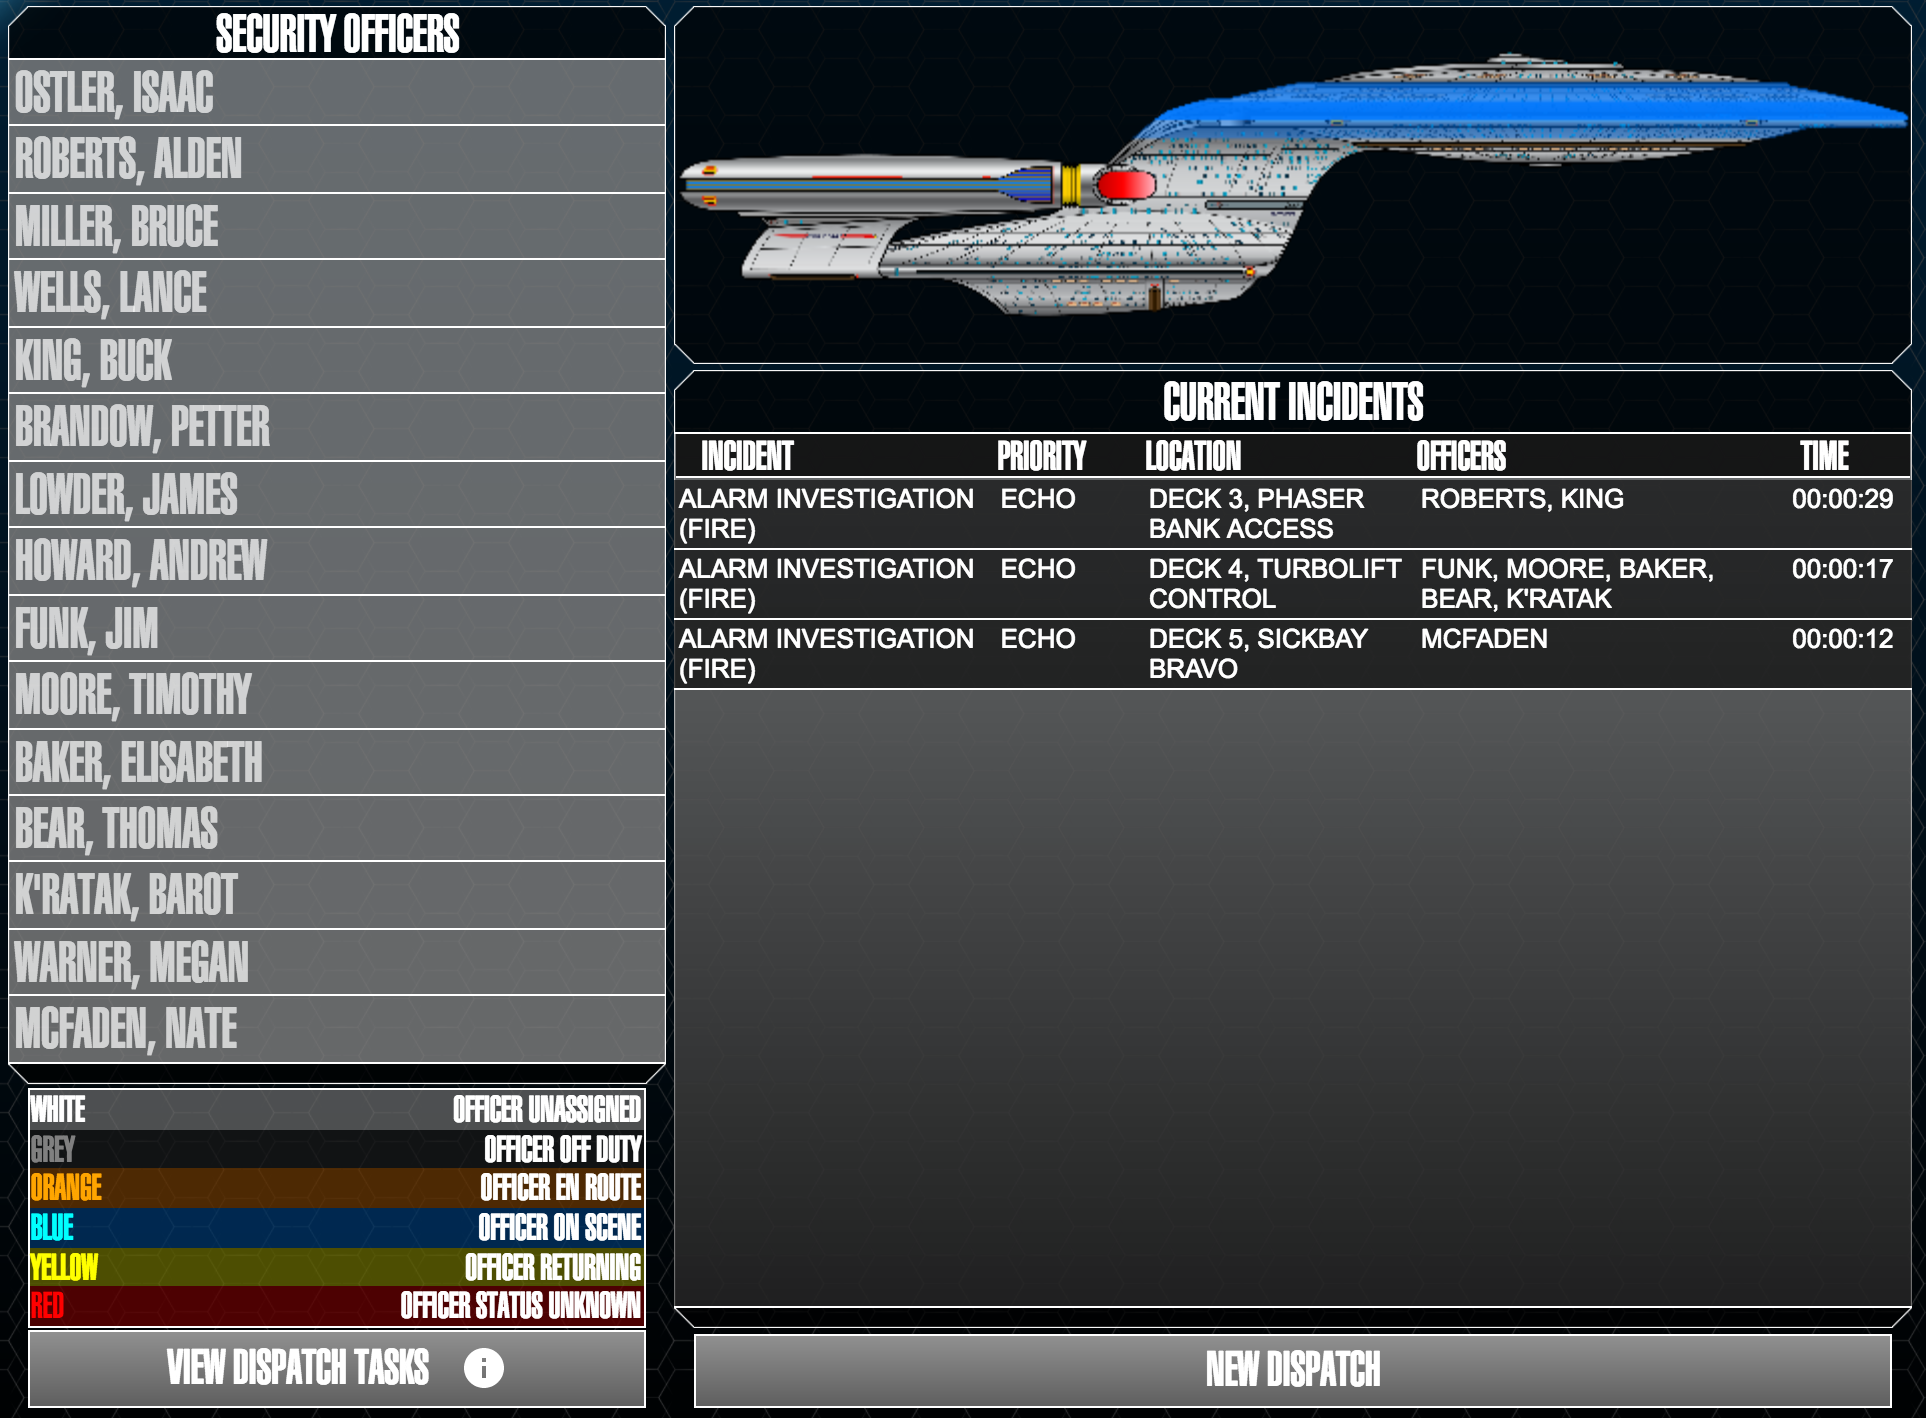 SECURITY OFFICERS
OSTLER, ISAAC
ROBERTS, ALDEN
MILLER, BRUCE
WELLS, LANCE
KING, BUCK
BRANDOW, PETTER
LOWDER, JAMES
HOWARD, ANDREW
FUNK, JIM
MOORE, TIMOTHY
BAKER, ELISABETH
BEAR, THOMAS
K'RATAK, BAROT
WARNER, MEGAN
MCFADEN, NATE
WHITE OFFICER UNASSIGNED
GREY OFFICER OFF DUTY
ORANGE OFFICER EN ROUTE
BLUE OFFICER ON SCENE
YELLOW OFFICER RETURNING
RED OFFICER STATUS UNKNOWN
VIEW DISPATCH TASKS i
CURRENT INCIDENTS
INCIDENT PRIORITY LOCATION OFFICERS TIME
ALARM INVESTIGATION ECHO DECK 3, PHASER ROBERTS, KING 00:00:29
(FIRE) BANK ACCESS
ALARM INVESTIGATION ECHO DECK 4, TURBOLIFT FUNK, MOORE, BAKER, 00:00:17
(FIRE) CONTROL BEAR, K'RATAK
ALARM INVESTIGATION ECHO DECK 5, SICKBAY MCFADEN 00:00:12
(FIRE) BRAVO
NEW DISPATCH